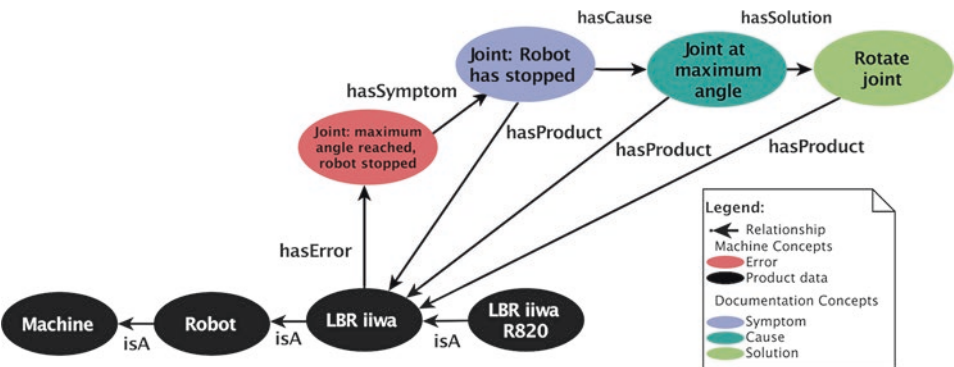 hasCause
hasSolution
Joint: Robot
has stopped
Joint at
maximum
angle
Rotate
joint
hasSymptom
Joint: maximum
angle reached,
robot stopped
hasProduct
hasProduct
hasProduct
hasError
Legend:
Relationship
Machine Concepts
Error
Product data
Documentation Concepts
Symptom
Cause
Solution
Machine
isA
Robot
isA
LBR iiwa
isA
LBR iiwa
R820